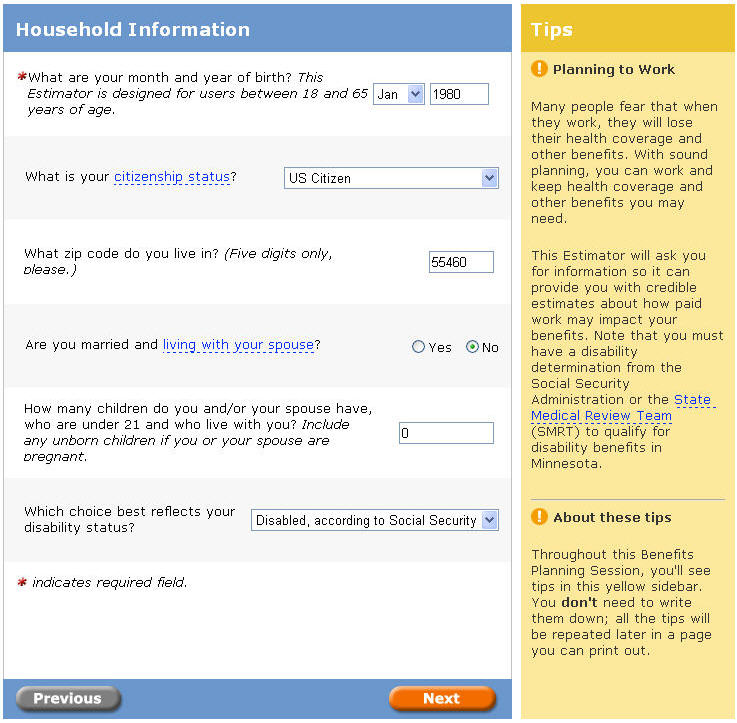 Household Information
*What are your month and year of birth? This
Estimator is designed for users between 18 and 65
years of age.
Jan
1980
What is your citizenship status?
US Citizen
What zip code do you live in? (Five digits only,
please.)
55460
Are you married and living with your spouse?
Yes
No
How many children do you and/or your spouse have,
who are under 21 and who live with you? Include
any unborn children if you or your spouse are
pregnant.
0
Which choice best reflects your
disability status?
Disabled, according to Social Security
* indicates required field.
Previous
Next
Tips
! Planning to Work
Many people fear that when
they work, they will lose
their health coverage and
other benefits. With sound
planning, you can work and
keep health coverage and
other benefits you may
need.
This Estimator will ask you
for information so it can
provide you with credible
estimates about how paid
work may impact your
benefits. Note that you must
have a disability
determination from the
Social Security
Administration or the State
Medical Review Team
(SMRT) to qualify for
disability benefits in
Minnesota.
! About these tips
Throughout this Benefits
Planning Session, you'll see
tips in this yellow sidebar.
You don't need to write
them down; all the tips will
be repeated later in a page
you can print out.